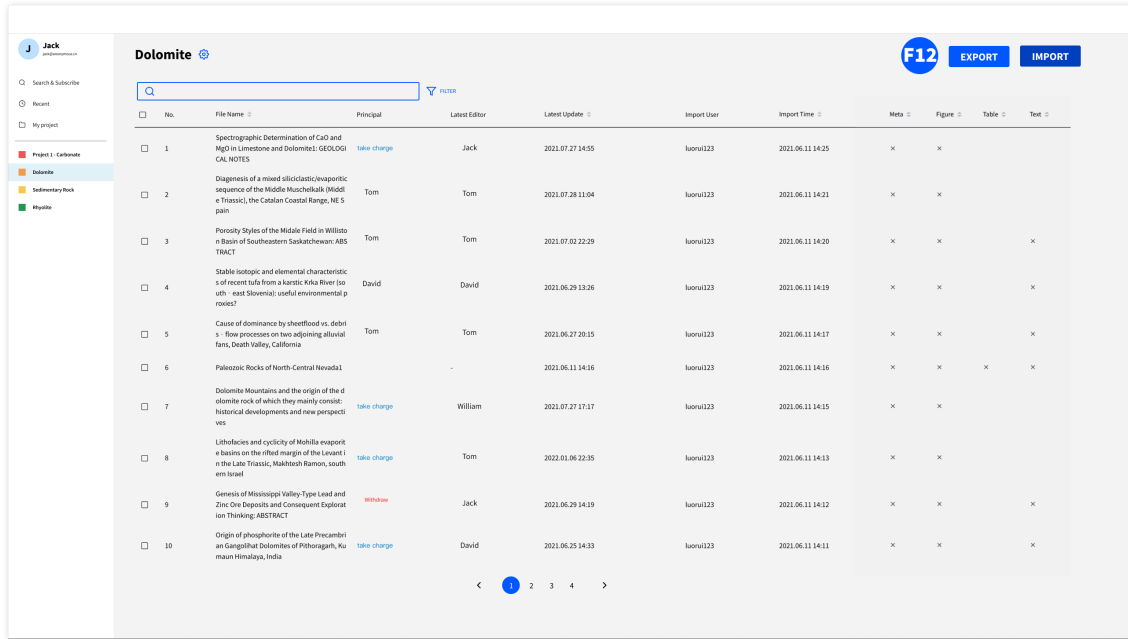 J
Jack
Search & Subscribe
Recent
My project
Project 1 - Carbonate
Dolomite
Sedimentary Rock
Rhyolite
Dolomite
F12
EXPORT
IMPORT
FILTER
No. File Name Principal Latest Editor Latest Update Import User Import Time Meta Figure Table Text
Spectrographic Determination of CaO and
1 MgO in Limestone and Dolomite1: GEOLOGI take charge Jack 2021.07.27 14:55 luorui123 2021.06.11 14:25 × ×
CAL NOTES
Diagenesis of a mixed siliciclastic/evaporitic
sequence of the Middle Muschelkalk (Middl
2 e Triassic), the Catalan Coastal Range, NE S Tom Tom 2021.07.28 11:04 luorui123 2021.06.11 14:21 × ×
pain
Porosity Styles of the Midale Field in Willisto
3 n Basin of Southeastern Saskatchewan: ABS Tom Tom 2021.07.02 22:29 luorui123 2021.06.11 14:20 × × ×
TRACT
Stable isotopic and elemental characteristic
s of recent tufa from a karstic Krka River (so
4 uth - east Slovenia): useful environmental p David David 2021.06.29 13:26 luorui123 2021.06.11 14:19 × × ×
roxies?
Cause of dominance by sheetflood vs. debri
5 s - flow processes on two adjoining alluvial Tom Tom 2021.06.27 20:15 luorui123 2021.06.11 14:17 × × ×
fans, Death Valley, California
6 Paleozoic Rocks of North-Central Nevada1 - 2021.06.11 14:16 luorui123 2021.06.11 14:16 × × × ×
Dolomite Mountains and the origin of the d
olomite rock of which they mainly consist:
7 historical developments and new perspecti take charge William 2021.07.27 17:17 luorui123 2021.06.11 14:15 × ×
ves
Lithofacies and cyclicity of Mohilla evaporit
e basins on the rifted margin of the Levant i
8 n the Late Triassic, Makhtesh Ramon, south take charge Tom 2022.01.06 22:35 luorui123 2021.06.11 14:13 × ×
ern Israel
Genesis of Mississippi Valley-Type Lead and
9 Zinc Ore Deposits and Consequent Explorat Withdraw Jack 2021.06.29 14:19 luorui123 2021.06.11 14:12 × × ×
ion Thinking: ABSTRACT
Origin of phosphorite of the Late Precambri
10 an Gangolihat Dolomites of Pithoragarh, Ku take charge David 2021.06.25 14:33 luorui123 2021.06.11 14:11 × × ×
maun Himalaya, India
< 1 2 3 4 >